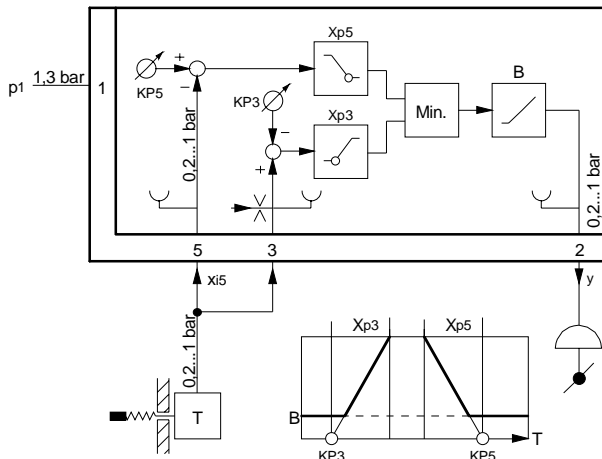 Xp5
B
p1 1,3 bar
1
KP5
+
−
KP3
−
Xp3
Min.
+
0,2...1 bar
0,2...1 bar
5
3
2
xi5
y
0,2...1 bar
Xp3
Xp5
T
B
T
KP3
KP5